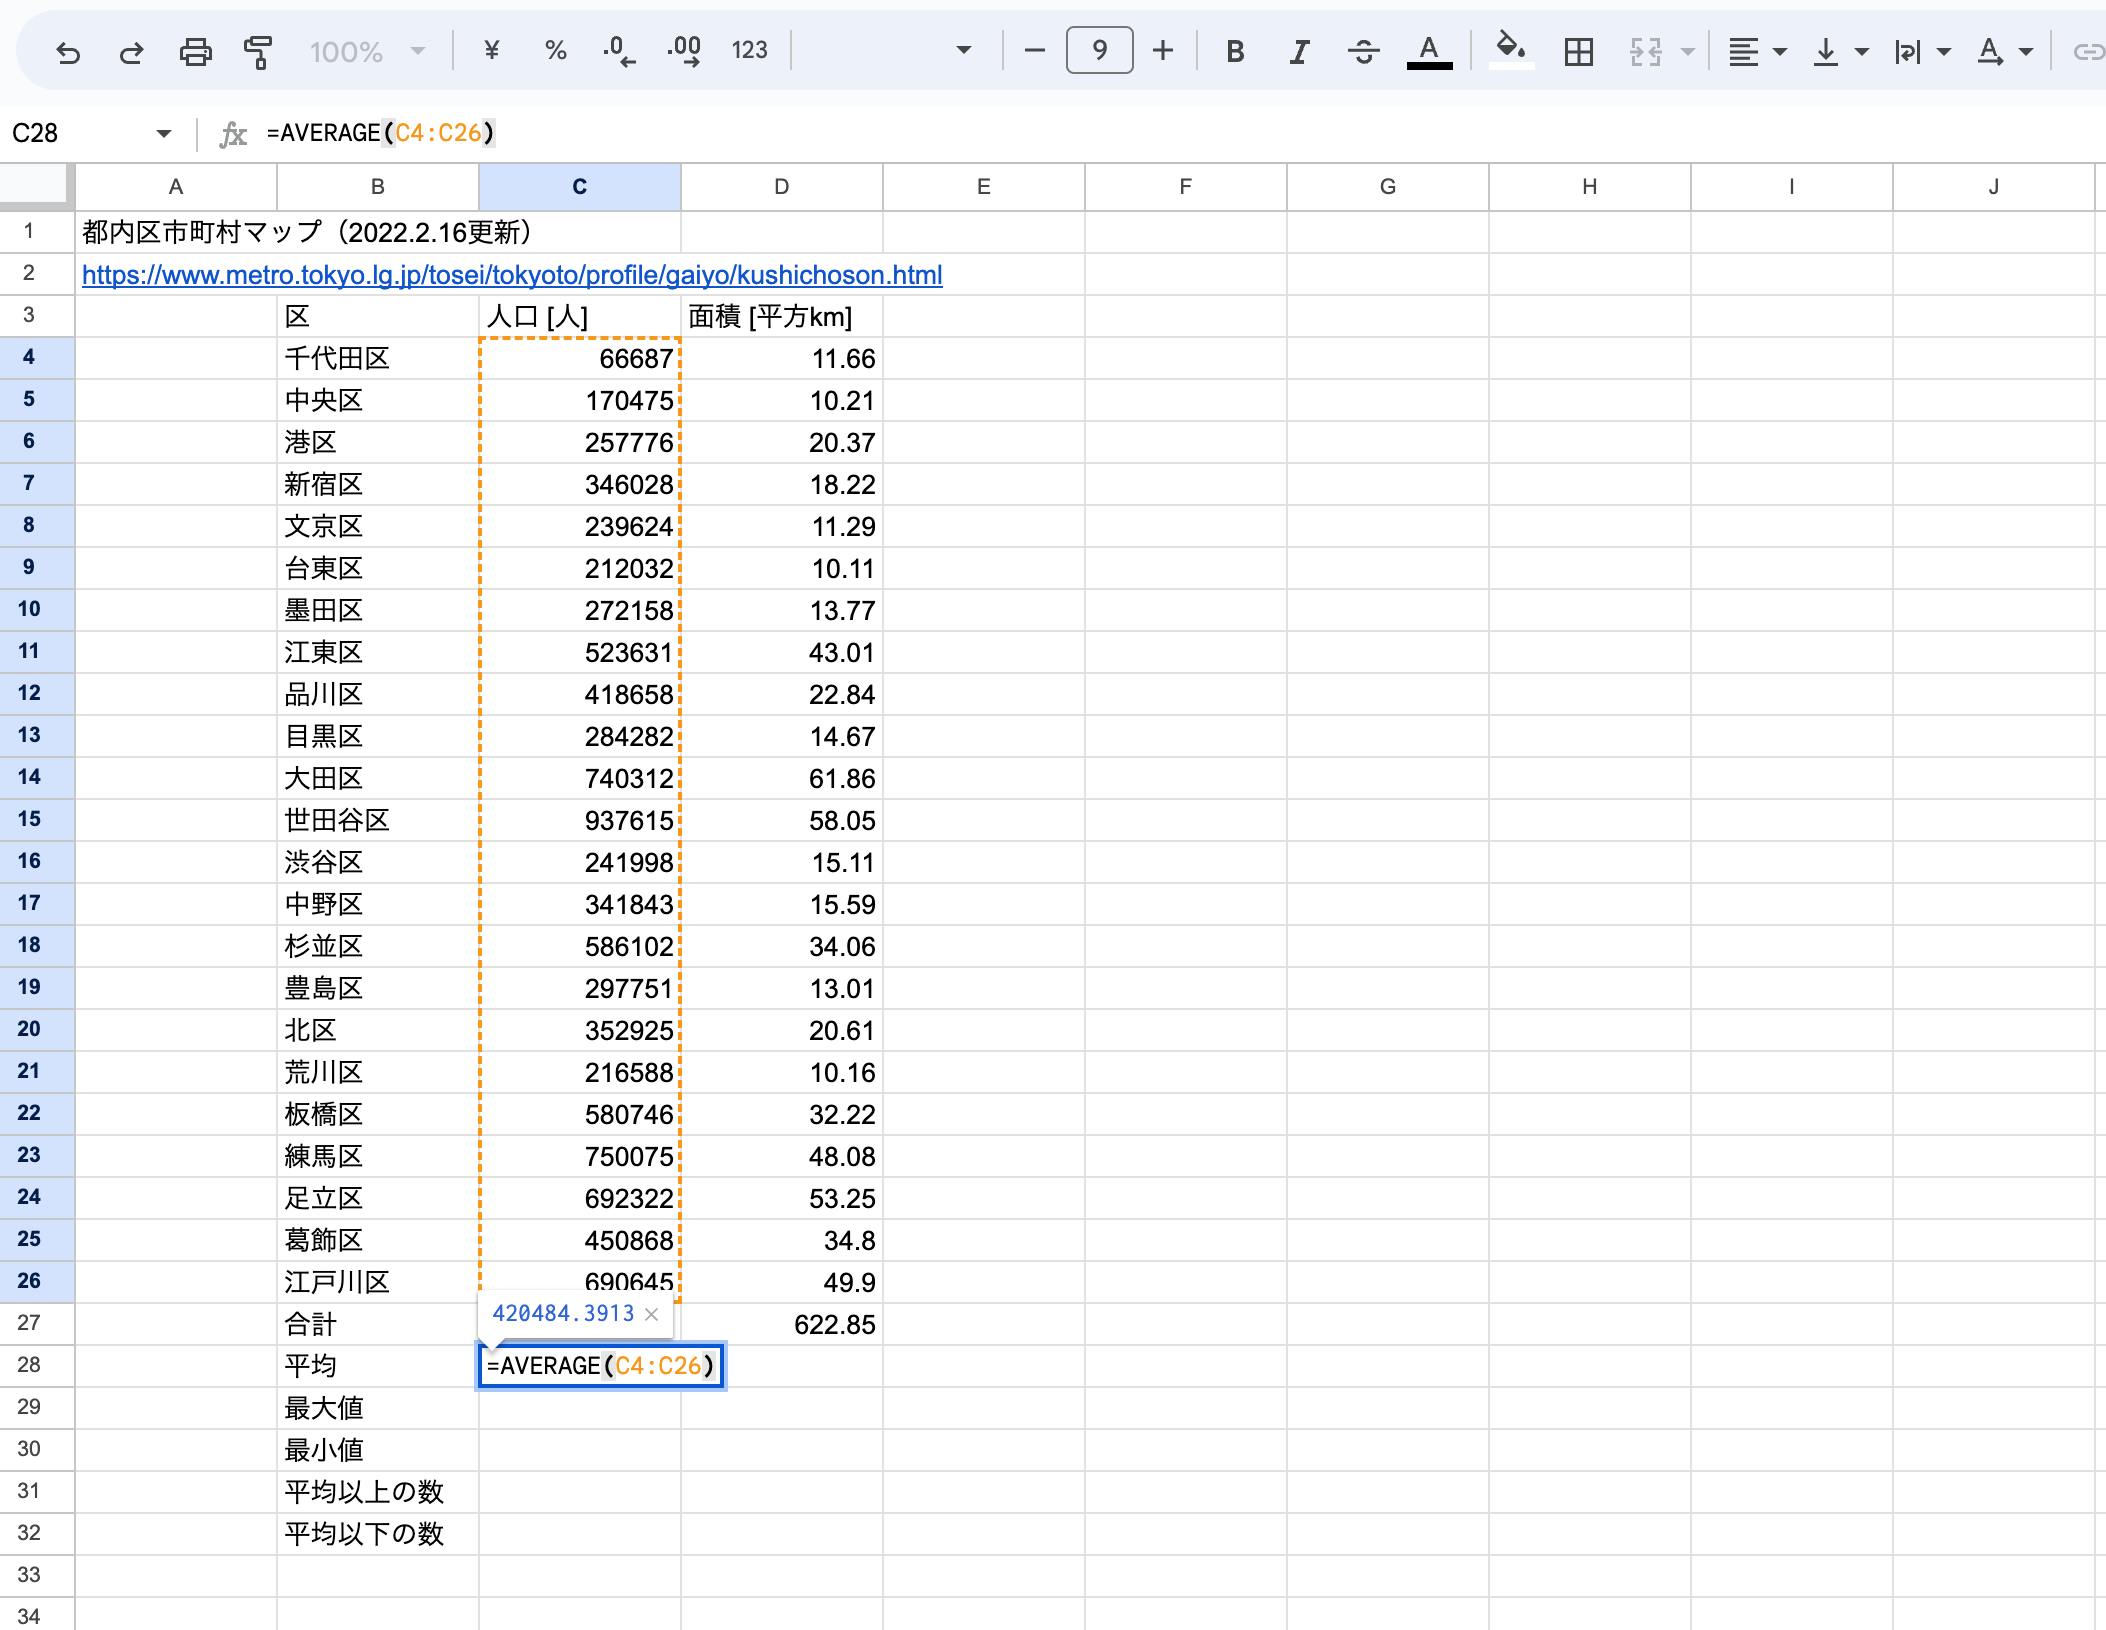 100% ¥ % .0 .00 123 9 B I A A
C28 fx =AVERAGE(C4:C26)
A B C D E F G H I J
1 都内区市町村マップ（2022.2.16更新）
2 https://www.metro.tokyo.lg.jp/tosei/tokyoto/profile/gaiyo/kushichoson.html
3 区 人口 [人] 面積 [平方km]
4 千代田区 66687 11.66
5 中央区 170475 10.21
6 港区 257776 20.37
7 新宿区 346028 18.22
8 文京区 239624 11.29
9 台東区 212032 10.11
10 墨田区 272158 13.77
11 江東区 523631 43.01
12 品川区 418658 22.84
13 目黒区 284282 14.67
14 大田区 740312 61.86
15 世田谷区 937615 58.05
16 渋谷区 241998 15.11
17 中野区 341843 15.59
18 杉並区 586102 34.06
19 豊島区 297751 13.01
20 北区 352925 20.61
21 荒川区 216588 10.16
22 板橋区 580746 32.22
23 練馬区 750075 48.08
24 足立区 692322 53.25
25 葛飾区 450868 34.8
26 江戸川区 690645 49.9
27 合計 420484.3913 × 622.85
28 平均 =AVERAGE(C4:C26)
29 最大値
30 最小値
31 平均以上の数
32 平均以下の数
33
34